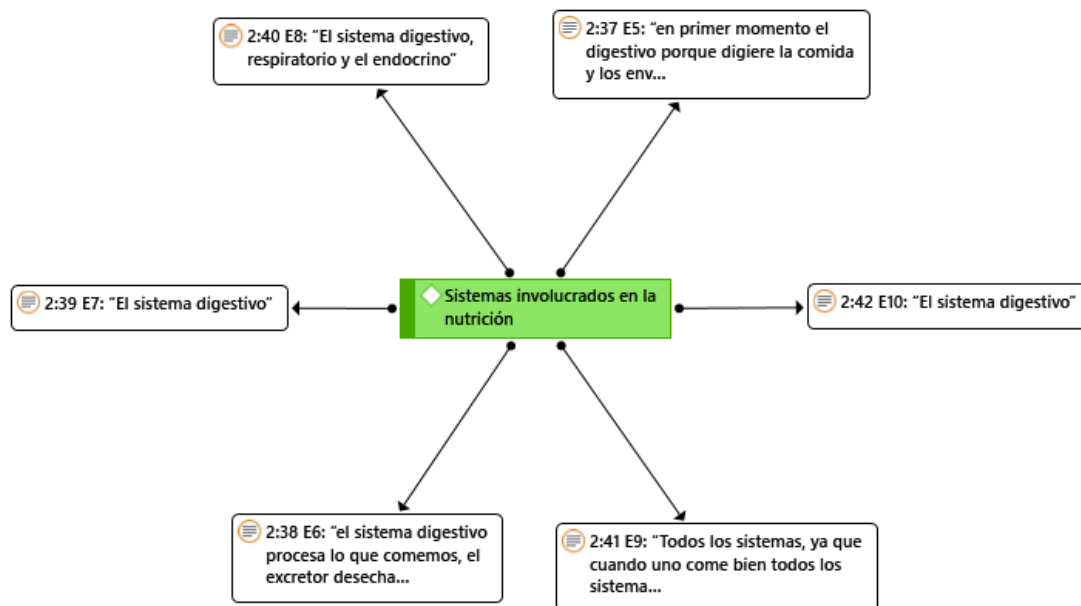 2:40 E8: “El sistema digestivo,
respiratorio y el endocrino”
2:37 E5: “en primer momento el
digestivo porque digiere la comida
y los env...
2:39 E7: “El sistema digestivo”
Sistemas involucrados en la
nutrición
2:42 E10: “El sistema digestivo”
2:38 E6: “el sistema digestivo
procesa lo que comemos, el
excretor desecha...
2:41 E9: “Todos los sistemas, ya que
cuando uno come bien todos los
sistema...